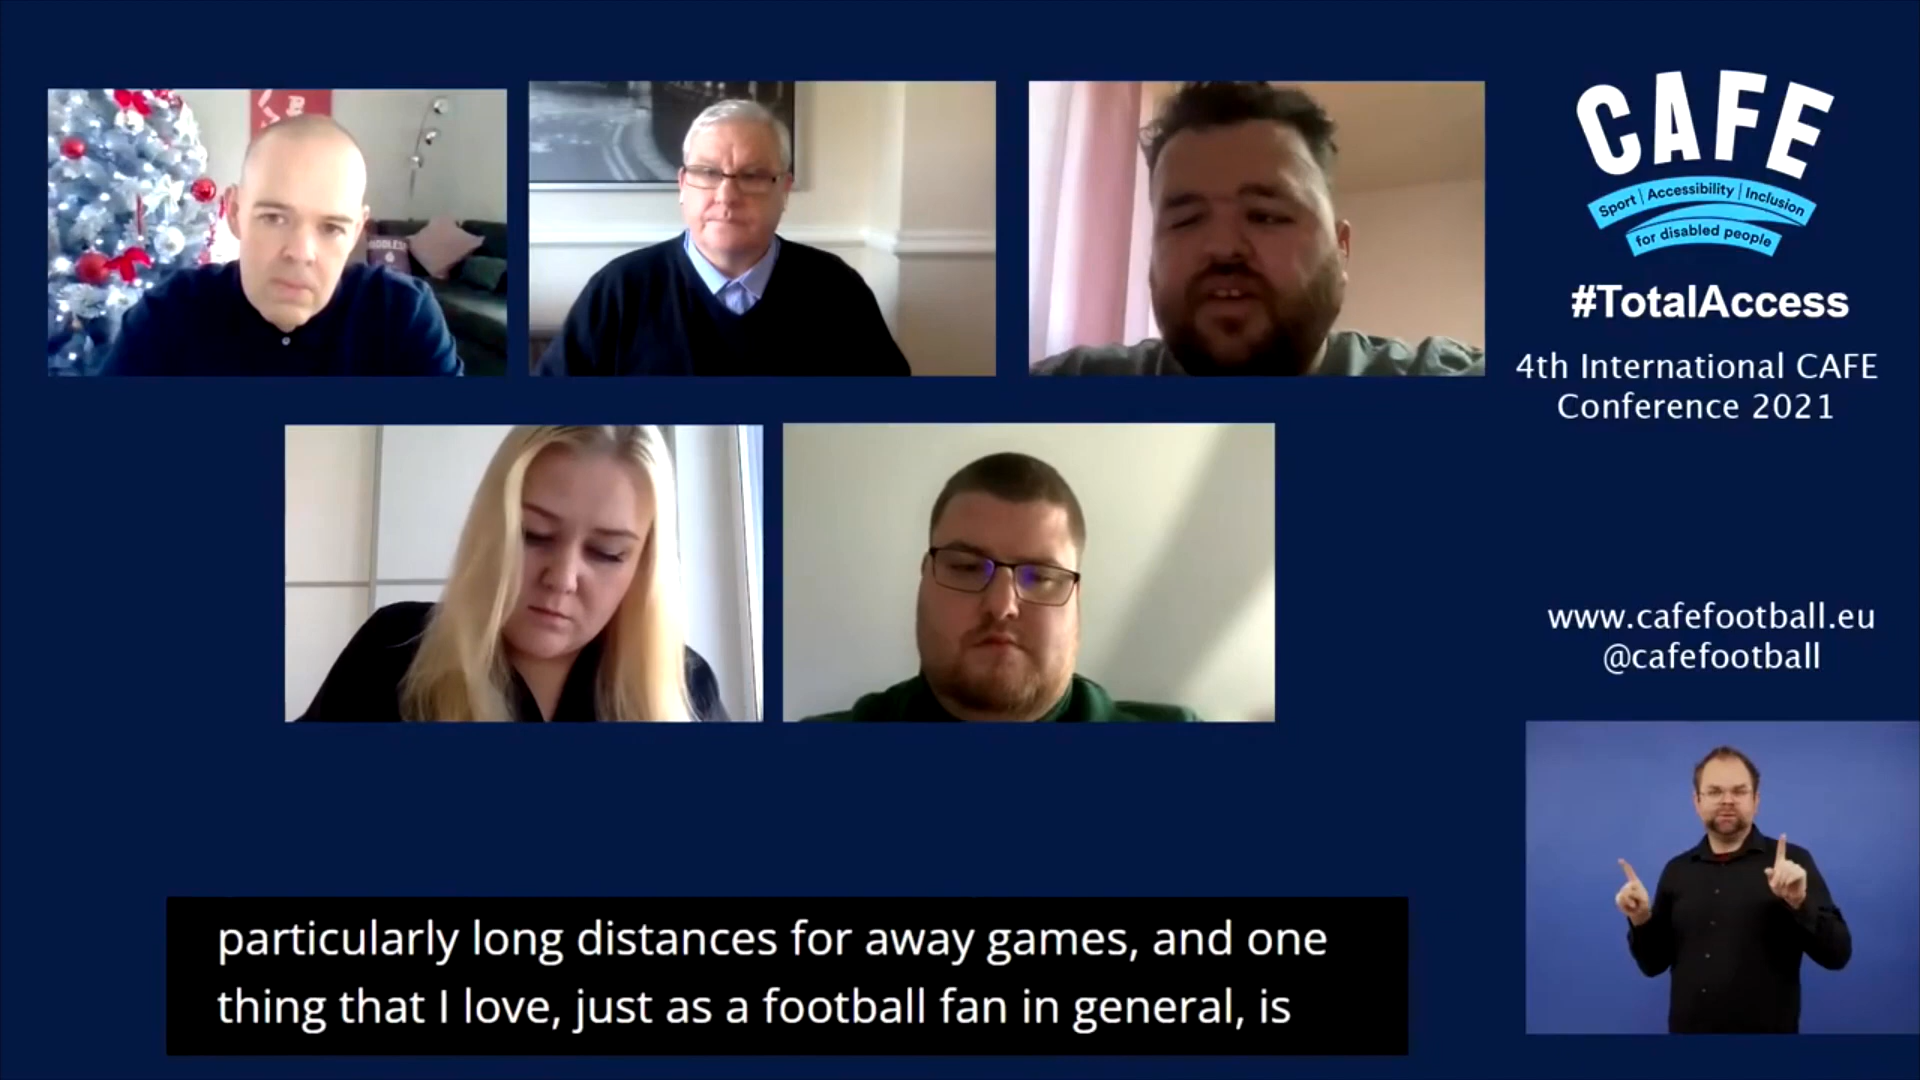 CAFE
Sport | Accessibility | Inclusion
for disabled people
#TotalAccess
4th International CAFE
Conference 2021
www.cafefootball.eu
@cafefootball
particularly long distances for away games, and one
thing that I love, just as a football fan in general, is